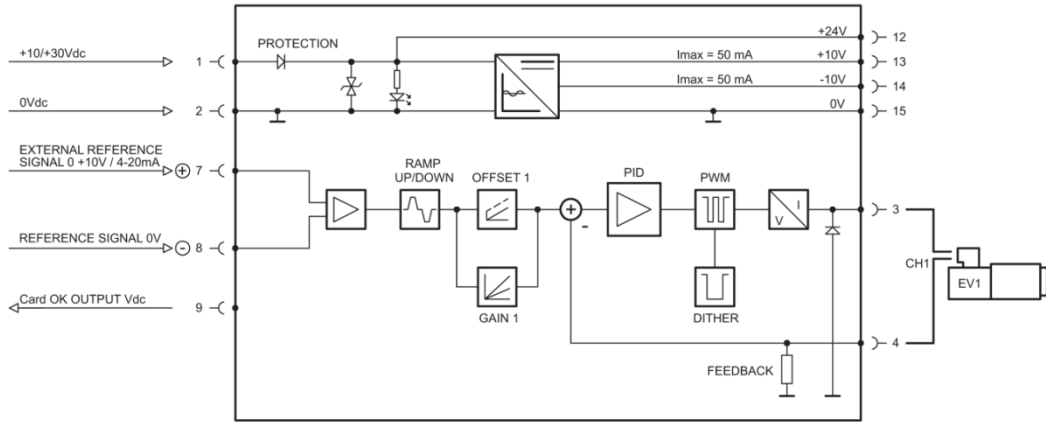 +10/+30Vdc
1
PROTECTION
+24V
12
Imax = 50 mA
+10V
13
Imax = 50 mA
-10V
14
0Vdc
2
0V
15
EXTERNAL REFERENCE
SIGNAL 0 +10V / 4-20mA
+ 7
RAMP
UP/DOWN
OFFSET 1
PID
PWM
+
-
I
V
3
REFERENCE SIGNAL 0V
- 8
CH1
EV1
Card OK OUTPUT Vdc
9
GAIN 1
DITHER
4
FEEDBACK